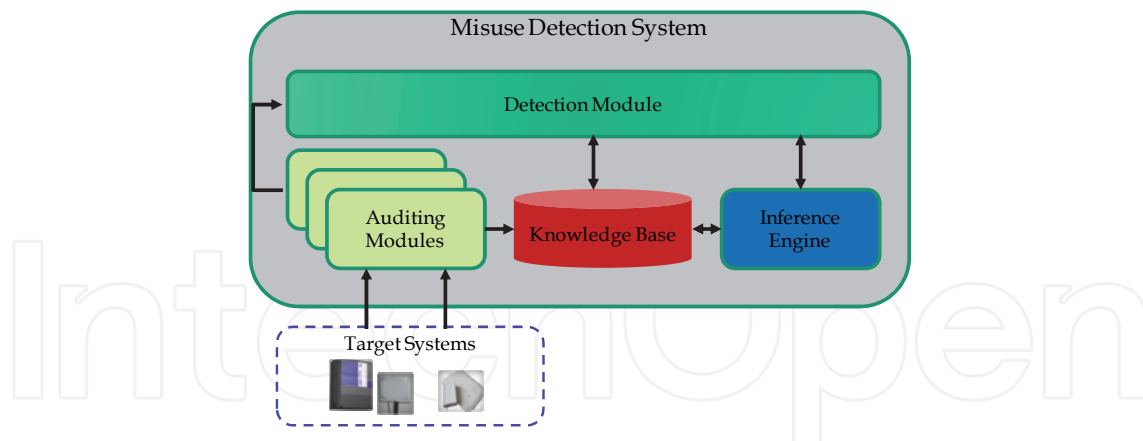 Misuse Detection System
Detection Module
Auditing
Modules
Knowledge Base
Inference
Engine
Target Systems
IntechOpen